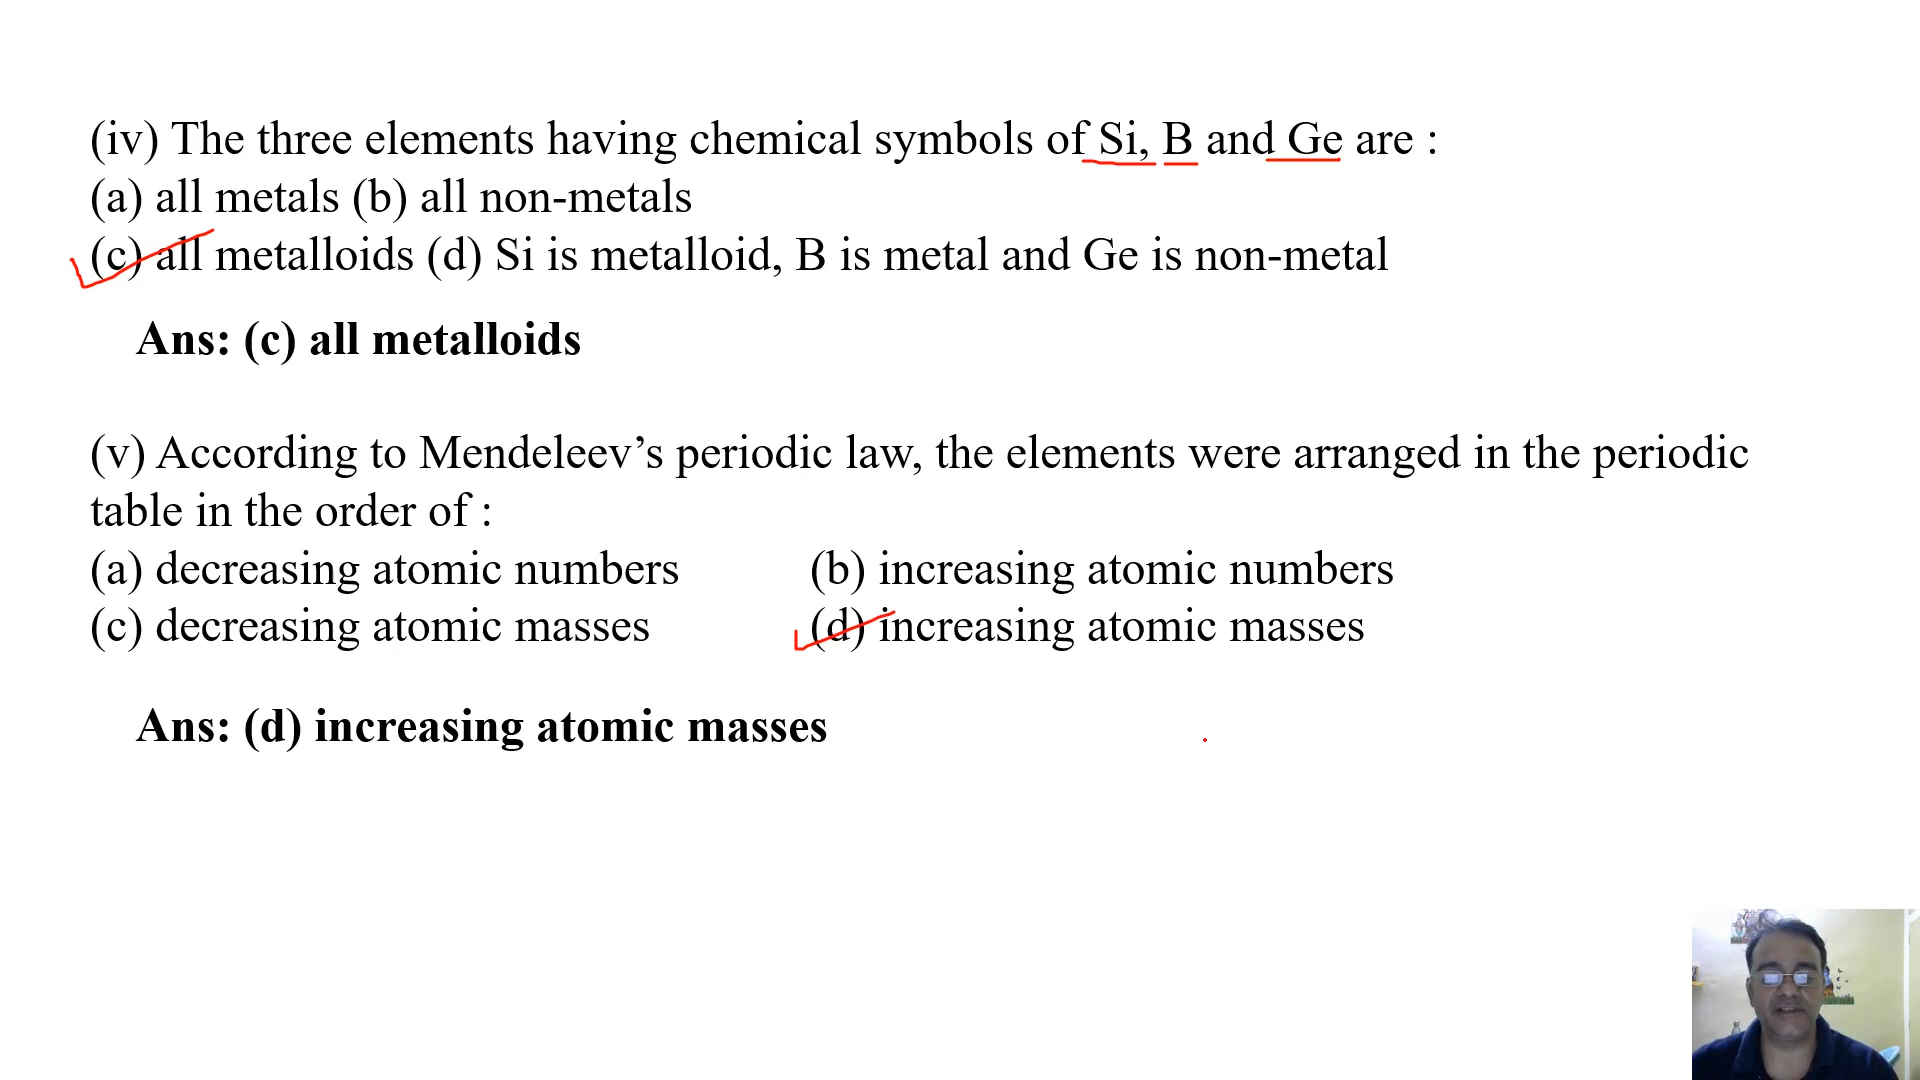 (iv) The three elements having chemical symbols of Si, B and Ge are :
(a) all metals (b) all non-metals
(c) all metalloids (d) Si is metalloid, B is metal and Ge is non-metal
Ans: (c) all metalloids
(v) According to Mendeleev’s periodic law, the elements were arranged in the periodic
table in the order of :
(a) decreasing atomic numbers (b) increasing atomic numbers
(c) decreasing atomic masses (d) increasing atomic masses
Ans: (d) increasing atomic masses